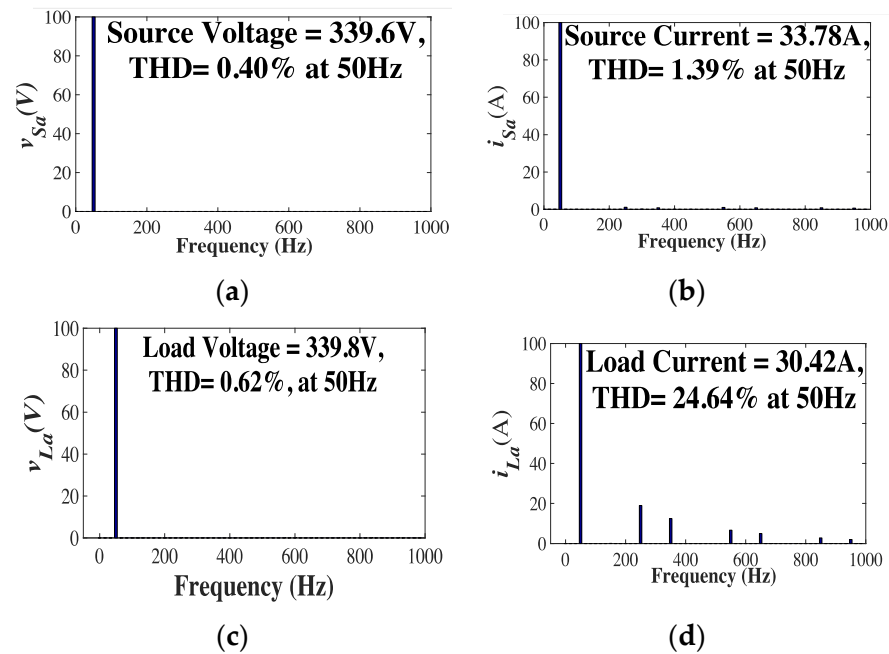 Source Voltage = 339.6V,
THD= 0.40% at 50Hz
v_Sa(V)
100
80
60
40
20
0
0 200 400 600 800 1000
Frequency (Hz)
(a)
Source Current = 33.78A,
THD= 1.39% at 50Hz
i_Sa(A)
100
80
60
40
20
0
0 200 400 600 800 1000
Frequency (Hz)
(b)
Load Voltage = 339.8V,
THD= 0.62%, at 50Hz
v_La(V)
100
80
60
40
20
0
0 200 400 600 800 1000
Frequency (Hz)
(c)
Load Current = 30.42A,
THD= 24.64% at 50Hz
i_La(A)
100
80
60
40
20
0
0 200 400 600 800 1000
Frequency (Hz)
(d)